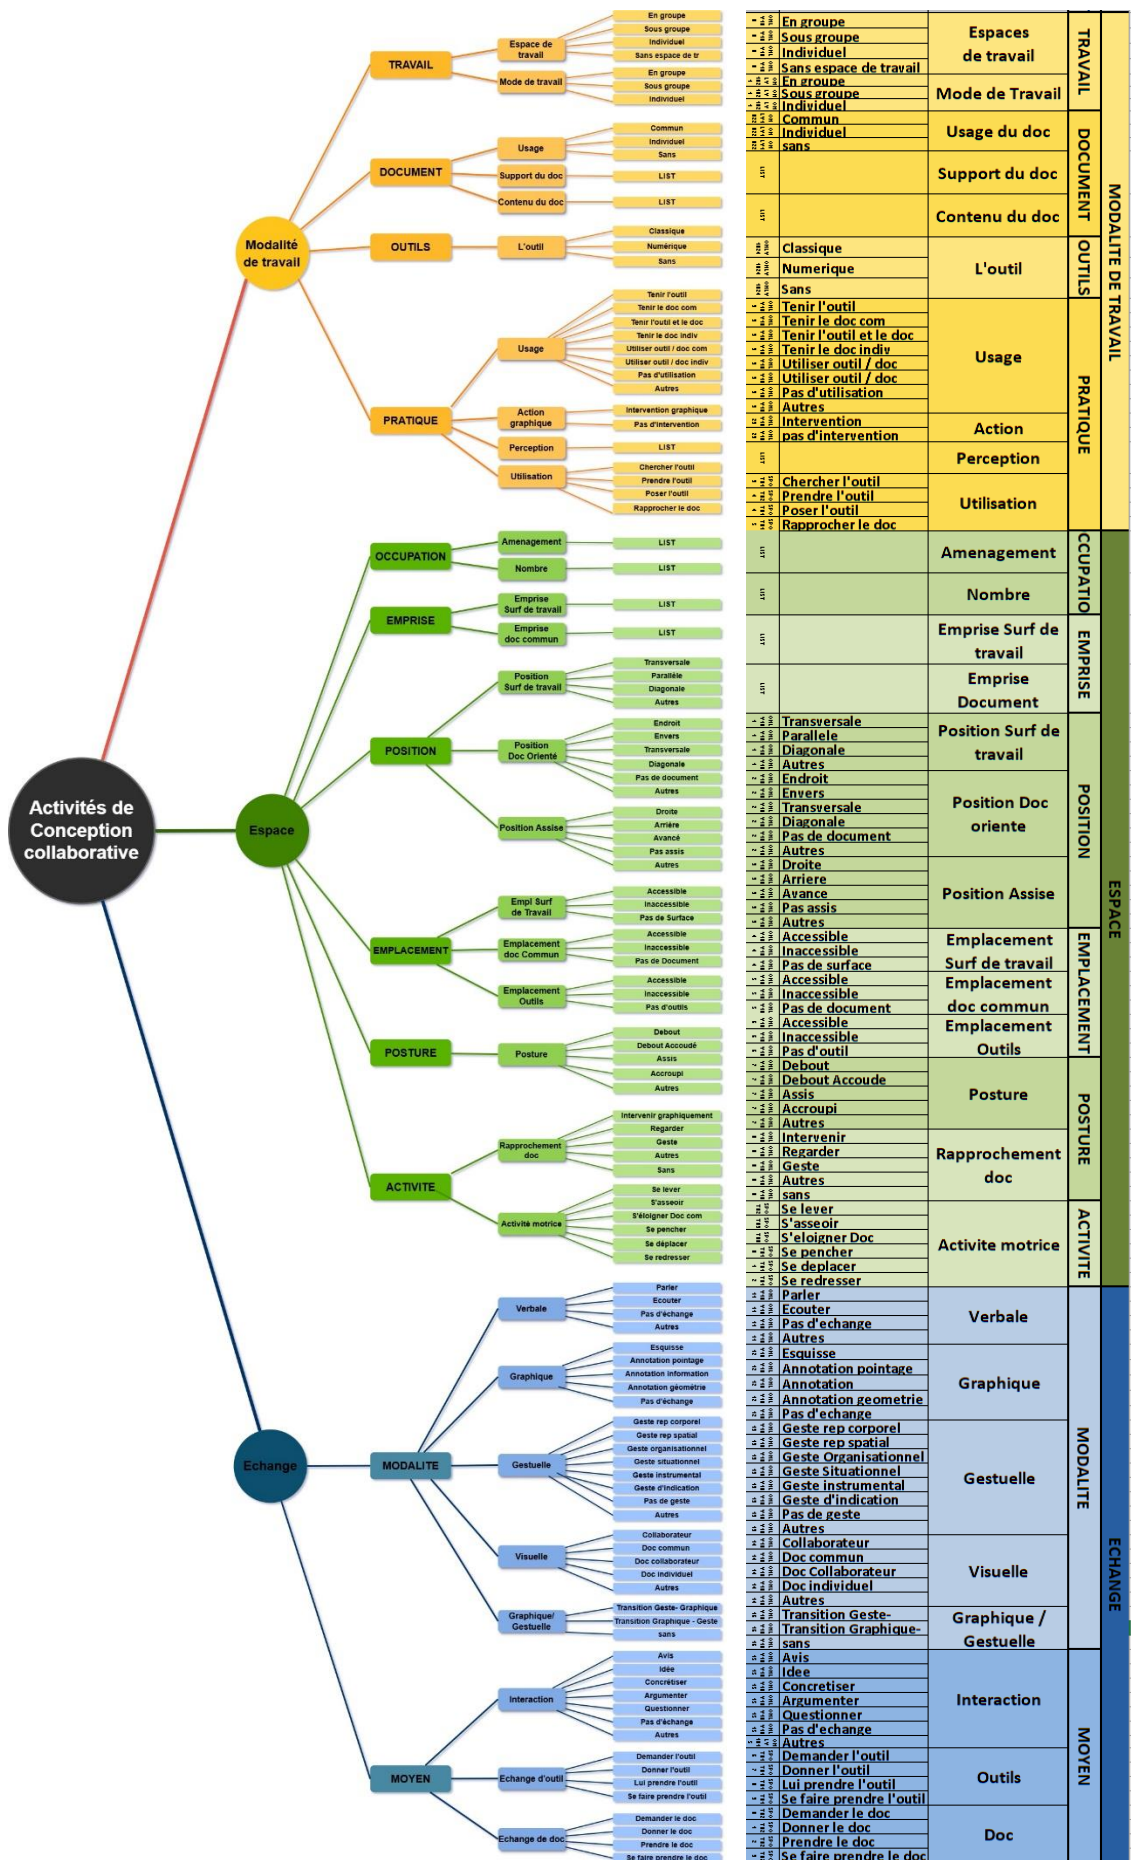 Activités de
Conception
collaborative
Modalité
de travail
TRAVAIL
Espace de
travail
En groupe
Sous groupe
Individuel
Sans espace de tr
Mode de travail
En groupe
Sous groupe
Individuel
DOCUMENT
Usage
Commun
Individuel
Sans
Support du doc
LIST
Contenu du doc
LIST
OUTILS
L'outil
Classique
Numérique
Sans
PRATIQUE
Usage
Tenir l'outil
Tenir le doc com
Tenir l'outil et le doc
Tenir le doc indiv
Utiliser outil / doc com
Utiliser outil / doc indiv
Pas d'utilisation
Autres
Action
graphique
Intervention graphique
Pas d'intervention
Perception
LIST
Utilisation
Chercher l'outil
Prendre l'outil
Poser l'outil
Rapprocher le doc
Espace
OCCUPATION
Amenagement
LIST
Nombre
LIST
EMPRISE
Emprise
Surf de travail
LIST
Emprise
doc commun
LIST
POSITION
Position
Surf de travail
Transversale
Parallèle
Diagonale
Autres
Position
Doc Orienté
Endroit
Envers
Transversale
Diagonale
Pas de document
Autres
Position Assise
Droite
Arrière
Avancé
Pas assis
Autres
EMPLACEMENT
Empl Surf
de Travail
Accessible
Inaccessible
Pas de Surface
Emplacement
doc Commun
Accessible
Inaccessible
Pas de Document
Emplacement
Outils
Accessible
Inaccessible
Pas d'outils
POSTURE
Posture
Debout
Debout Accoudé
Assis
Accroupi
Autres
ACTIVITE
Rapprochement
doc
Intervenir graphiquement
Regarder
Geste
Autres
Sans
Activité motrice
Se lever
S'asseoir
S'éloigner Doc com
Se pencher
Se déplacer
Se redresser
Echange
MODALITE
Verbale
Parler
Ecouter
Pas d'échange
Autres
Graphique
Esquisse
Annotation pointage
Annotation information
Annotation géométrie
Pas d'échange
Gestuelle
Geste rep corporel
Geste rep spatial
Geste organisationnel
Geste situationnel
Geste instrumental
Geste d'indication
Pas de geste
Autres
Visuelle
Collaborateur
Doc commun
Doc collaborateur
Doc individuel
Autres
Graphique/
Gestuelle
Transition Geste- Graphique
Transition Graphique - Geste
sans
MOYEN
Interaction
Avis
Idée
Concrétiser
Argumenter
Questionner
Pas d'échange
Autres
Echange d'outil
Demander l'outil
Donner l'outil
Lui prendre l'outil
Se faire prendre l'outil
Echange de doc
Demander le doc
Donner le doc
Prendre le doc
Se faire prendre le doc
MODALITE DE TRAVAIL
TRAVAIL
Espaces
de travail
En groupe
Sous groupe
Individuel
Sans espace de travail
Mode de Travail
En groupe
Sous groupe
Individuel
DOCUMENT
Usage du doc
Commun
Individuel
sans
Support du doc
LIST
Contenu du doc
LIST
OUTILS
L'outil
Classique
Numerique
Sans
PRATIQUE
Usage
Tenir l'outil
Tenir le doc com
Tenir l'outil et le doc
Tenir le doc indiv
Utiliser outil / doc
Utiliser outil / doc
Pas d'utilisation
Autres
Action
Intervention
pas d'intervention
Perception
LIST
Utilisation
Chercher l'outil
Prendre l'outil
Poser l'outil
Rapprocher le doc
ESPACE
CCUPATIO
Amenagement
LIST
Nombre
LIST
EMPRISE
Emprise Surf de
travail
LIST
Emprise
Document
LIST
POSITION
Position Surf de
travail
Transversale
Parallele
Diagonale
Autres
Position Doc
oriente
Endroit
Envers
Transversale
Diagonale
Pas de document
Autres
Position Assise
Droite
Arriere
Avance
Pas assis
Autres
EMPLACEMENT
Emplacement
Surf de travail
Accessible
Inaccessible
Pas de surface
Emplacement
doc commun
Accessible
Inaccessible
Pas de document
Emplacement
Outils
Accessible
Inaccessible
Pas d'outil
POSTURE
Posture
Debout
Debout Accoude
Assis
Accroupi
Autres
Rapprochement
doc
Intervenir
Regarder
Geste
Autres
sans
ACTIVITE
Activite motrice
Se lever
S'asseoir
S'eloigner Doc
Se pencher
Se deplacer
Se redresser
ECHANGE
MODALITE
Verbale
Parler
Ecouter
Pas d'echange
Autres
Graphique
Esquisse
Annotation pointage
Annotation
Annotation geometrie
Pas d'echange
Gestuelle
Geste rep corporel
Geste rep spatial
Geste Organisationnel
Geste Situationnel
Geste instrumental
Geste d'indication
Pas de geste
Autres
Visuelle
Collaborateur
Doc commun
Doc Collaborateur
Doc individuel
Autres
Graphique /
Gestuelle
Transition Geste-
Transition Graphique-
sans
MOYEN
Interaction
Avis
Idee
Concretiser
Argumenter
Questionner
Pas d'echange
Autres
Outils
Demander l'outil
Donner l'outil
Lui prendre l'outil
Se faire prendre l'outil
Doc
Demander le doc
Donner le doc
Prendre le doc
Se faire prendre le doc